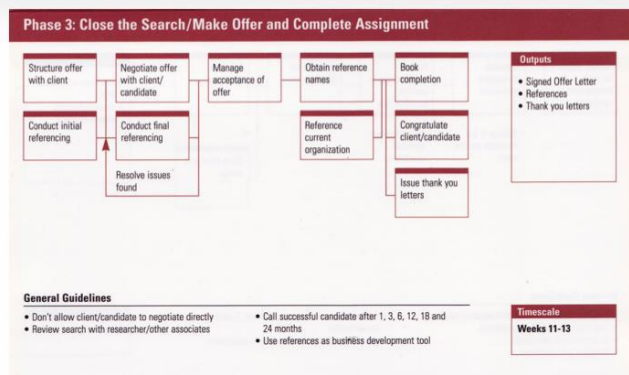 Phase 3: Close the Search/Make Offer and Complete Assignment
Structure offer
with client
Negotiate offer
with client/
candidate
Manage
acceptance of
offer
Obtain reference
names
Book
completion
Conduct initial
referencing
Conduct final
referencing
Reference
current
organization
Congratulate
client/candidate
Resolve issues
found
Issue thank you
letters
Outputs
• Signed Offer Letter
• References
• Thank you letters
General Guidelines
• Don't allow client/candidate to negotiate directly
• Review search with researcher/other associates
• Call successful candidate after 1, 3, 6, 12, 18 and
24 months
• Use references as business development tool
Timescale
Weeks 11-13